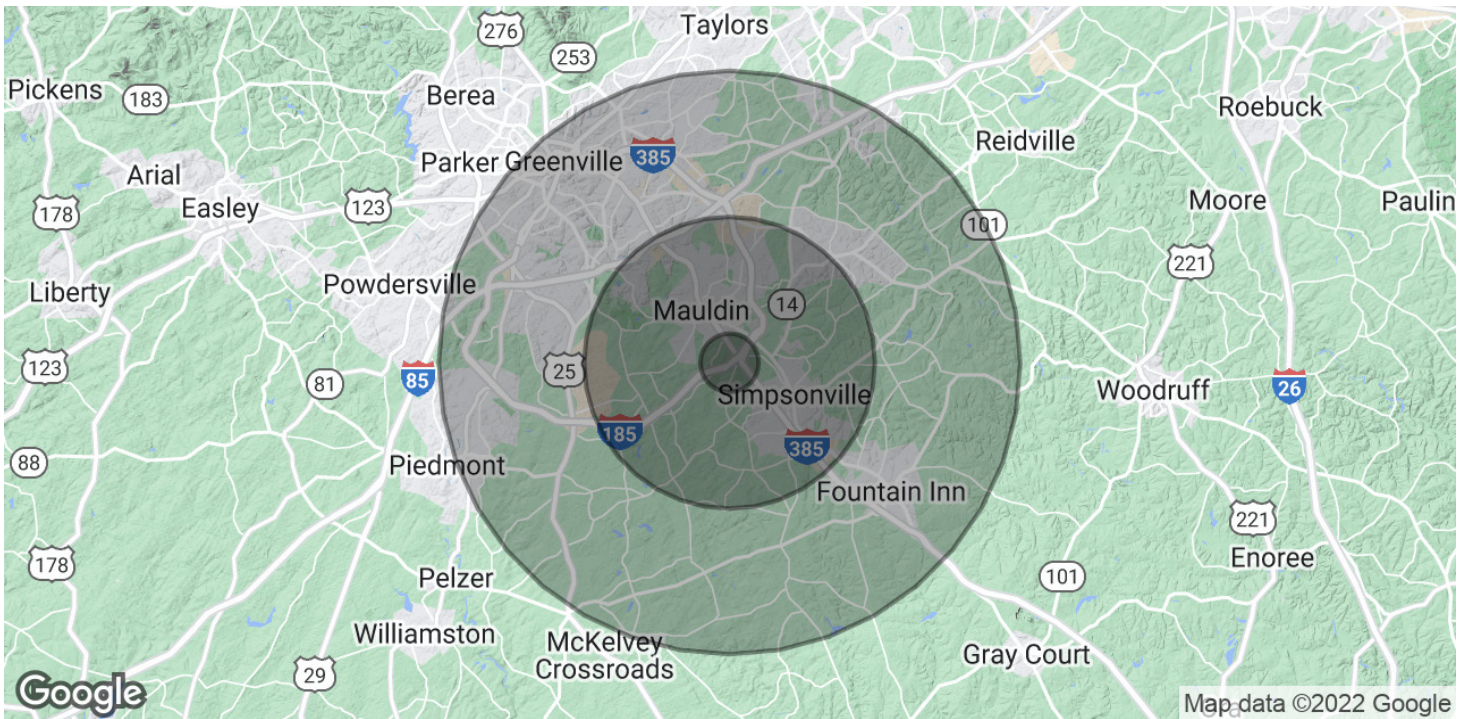 Taylors
276
253
Pickens
183
Berea
Roebuck
385
Reidville
Parker
Greenville
Arial
Easley
123
178
Moore
Paulin
101
221
Powdersville
Liberty
Mauldin
14
123
81
85
25
Simpsonville
Woodruff
26
185
385
88
Piedmont
Fountain Inn
221
178
Pelzer
101
Enoree
Williamston
McKelvey
Crossroads
Gray Court
29
Google
Map data ©2022 Google